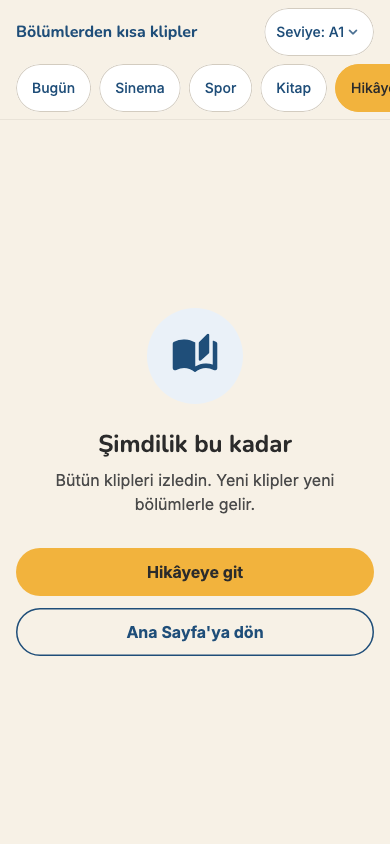 Bölümlerden kısa klipler
Seviye: A1
Bugün
Sinema
Spor
Kitap
Hikây
Şimdilik bu kadar
Bütün klipleri izledin. Yeni klipler yeni
bölümlerle gelir.
Hikâyeye git
Ana Sayfa'ya dön